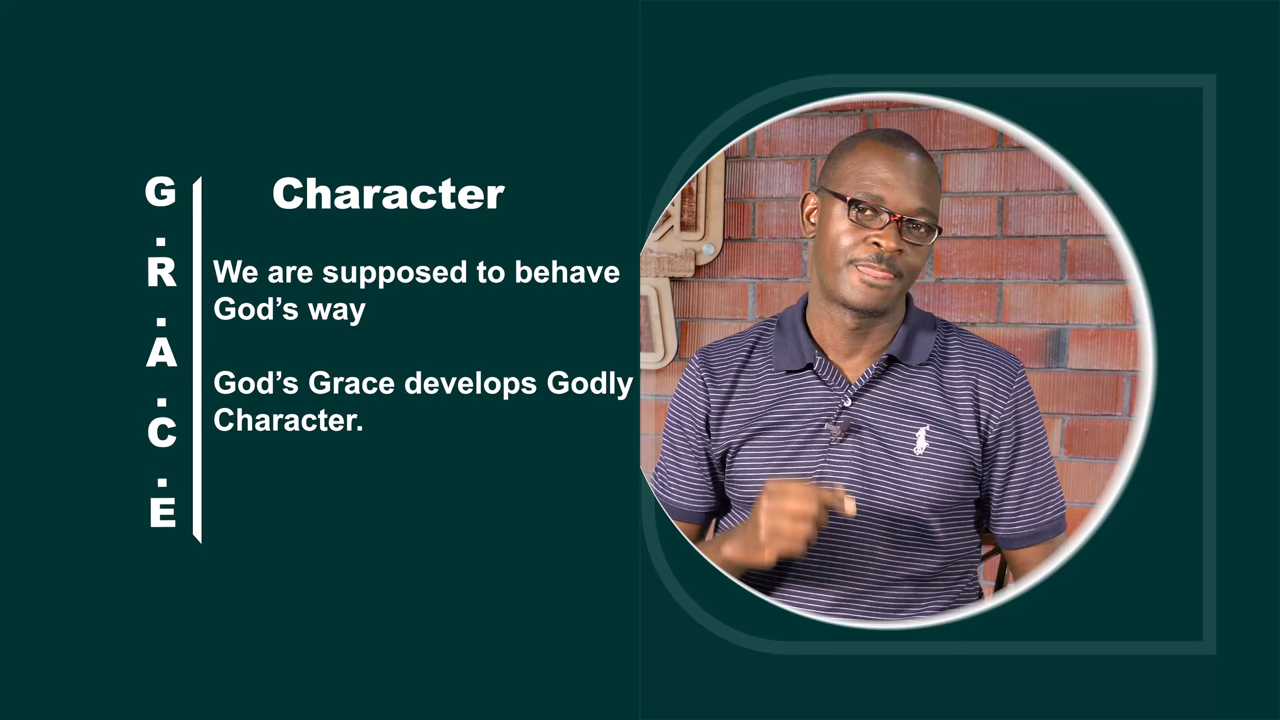 G
.
R
.
A
.
C
.
E
Character
We are supposed to behave
God’s way
God’s Grace develops Godly
Character.